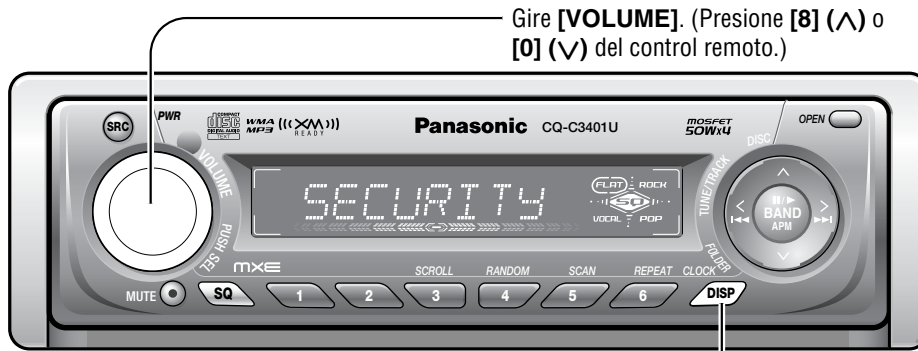 Gire [VOLUME]. (Presione [8] (∧) o
[0] (∨) del control remoto.)
SRC
PWR
COMPACT
DISC
DIGITAL AUDIO
TEXT
WMA
MP3
((( XM )))
READY
Panasonic CQ-C3401U
MOSFET
50Wx4
OPEN
DISC
VOLUME
PUSH SEL
SECURITY
FLAT
ROCK
SQ
VOCAL
POP
TUNE/TRACK
BAND
APM
FOLDER
MXE
SCROLL RANDOM SCAN REPEAT CLOCK
MUTE SQ 1 2 3 4 5 6 DISP